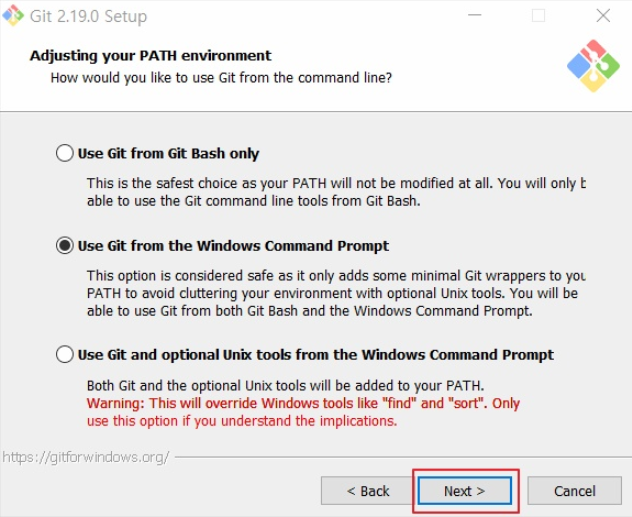 Git 2.19.0 Setup
Adjusting your PATH environment
How would you like to use Git from the command line?
Use Git from Git Bash only
This is the safest choice as your PATH will not be modified at all. You will only b
able to use the Git command line tools from Git Bash.
Use Git from the Windows Command Prompt
This option is considered safe as it only adds some minimal Git wrappers to you
PATH to avoid cluttering your environment with optional Unix tools. You will be
able to use Git from both Git Bash and the Windows Command Prompt.
Use Git and optional Unix tools from the Windows Command Prompt
Both Git and the optional Unix tools will be added to your PATH.
Warning: This will override Windows tools like "find" and "sort". Only
use this option if you understand the implications.
https://gitforwindows.org/
< Back Next > Cancel